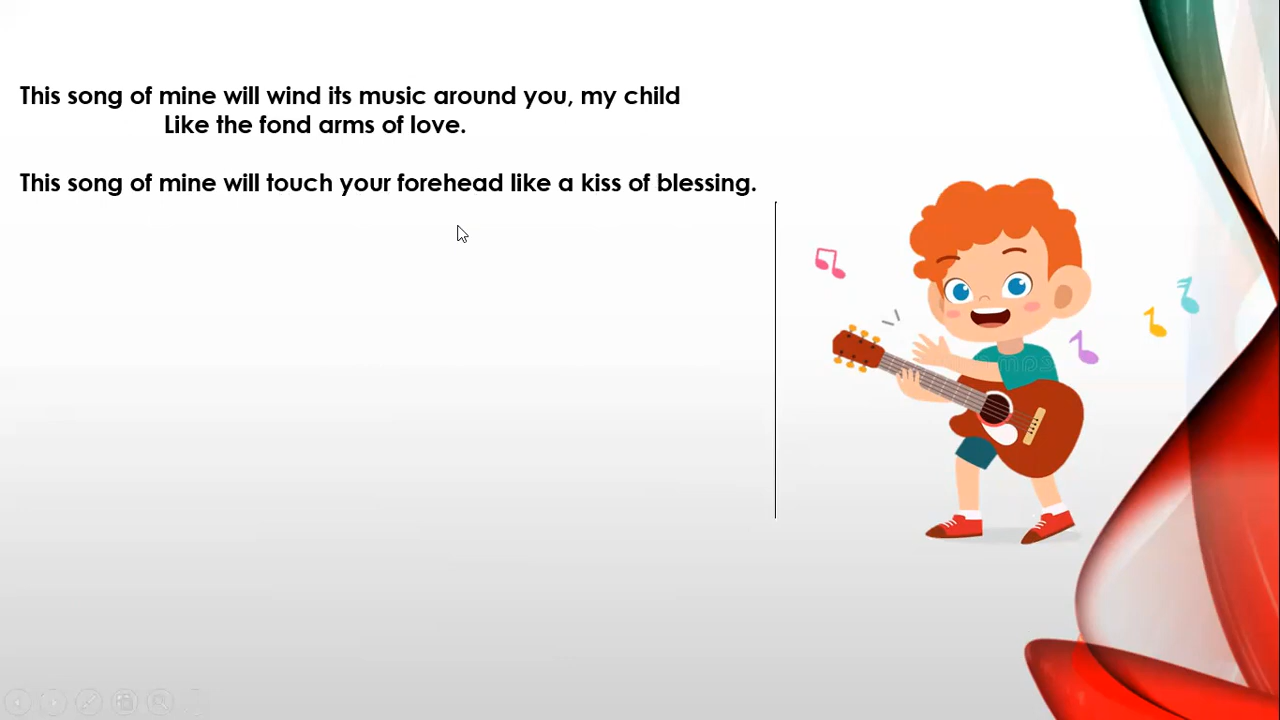 This song of mine will wind its music around you, my child
Like the fond arms of love.
This song of mine will touch your forehead like a kiss of blessing.